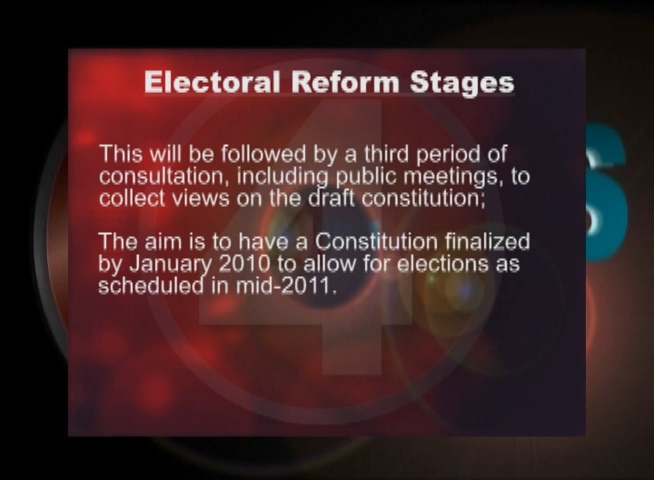 Electoral Reform Stages
This will be followed by a third period of
consultation, including public meetings, to
collect views on the draft constitution;
The aim is to have a Constitution finalized
by January 2010 to allow for elections as
scheduled in mid-2011.
4
6